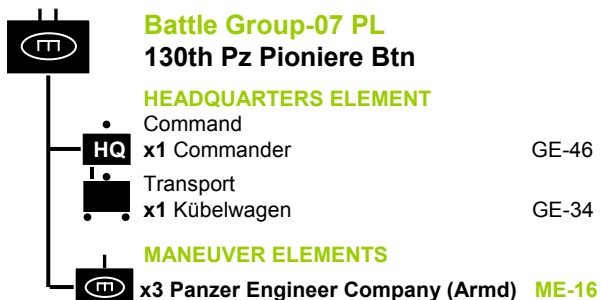 Battle Group-07 PL
130th Pz Pioniere Btn
HEADQUARTERS ELEMENT
Command
HQ x1 Commander GE-46
Transport
x1 Kübelwagen GE-34
MANEUVER ELEMENTS
x3 Panzer Engineer Company (Armd) ME-16